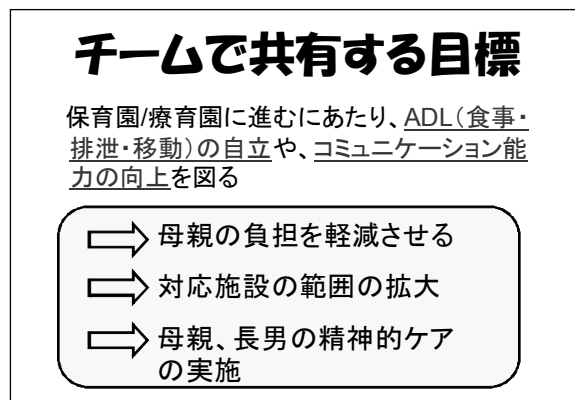 チームで共有する目標
保育園/療育園に進むにあたり、ADL（食事・
排泄・移動）の自立や、コミュニケーション能
力の向上を図る
母親の負担を軽減させる
対応施設の範囲の拡大
母親、長男の精神的ケア
の実施